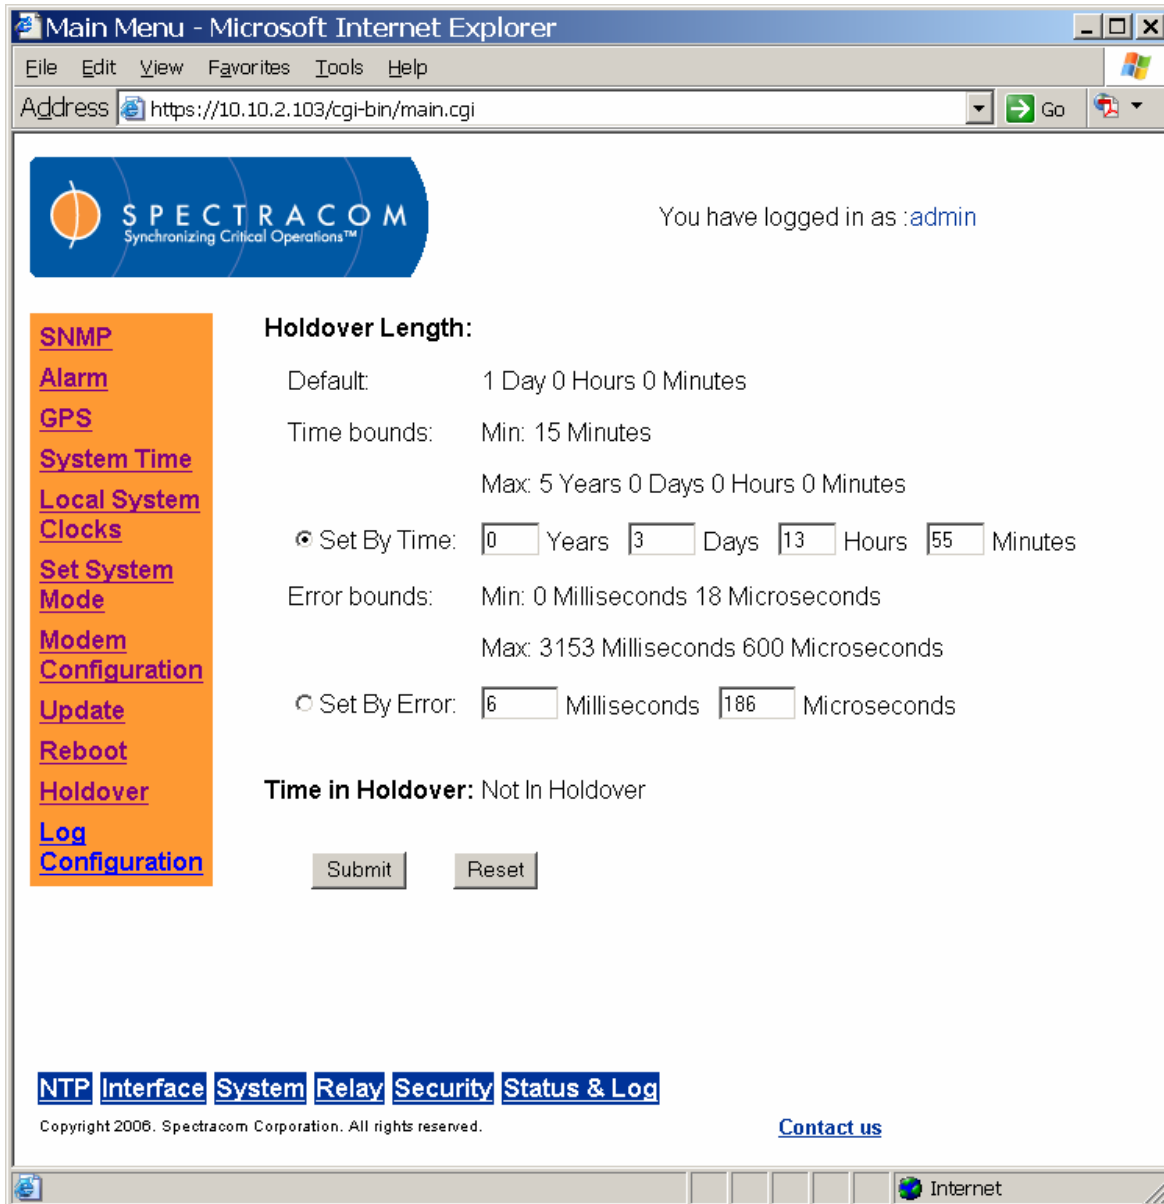 Main Menu - Microsoft Internet Explorer
File Edit View Favorites Tools Help
Address https://10.10.2.103/cgi-bin/main.cgi Go
SPECTRACOM
Synchronizing Critical Operations™
You have logged in as :admin
SNMP
Alarm
GPS
System Time
Local System
Clocks
Set System
Mode
Modem
Configuration
Update
Reboot
Holdover
Log
Configuration
Holdover Length:
Default: 1 Day 0 Hours 0 Minutes
Time bounds: Min: 15 Minutes
Max: 5 Years 0 Days 0 Hours 0 Minutes
Set By Time: 0 Years 3 Days 13 Hours 55 Minutes
Error bounds: Min: 0 Milliseconds 18 Microseconds
Max: 3153 Milliseconds 600 Microseconds
Set By Error: 6 Milliseconds 186 Microseconds
Time in Holdover: Not In Holdover
Submit Reset
NTP Interface System Relay Security Status & Log
Copyright 2006. Spectracom Corporation. All rights reserved.
Contact us
Internet